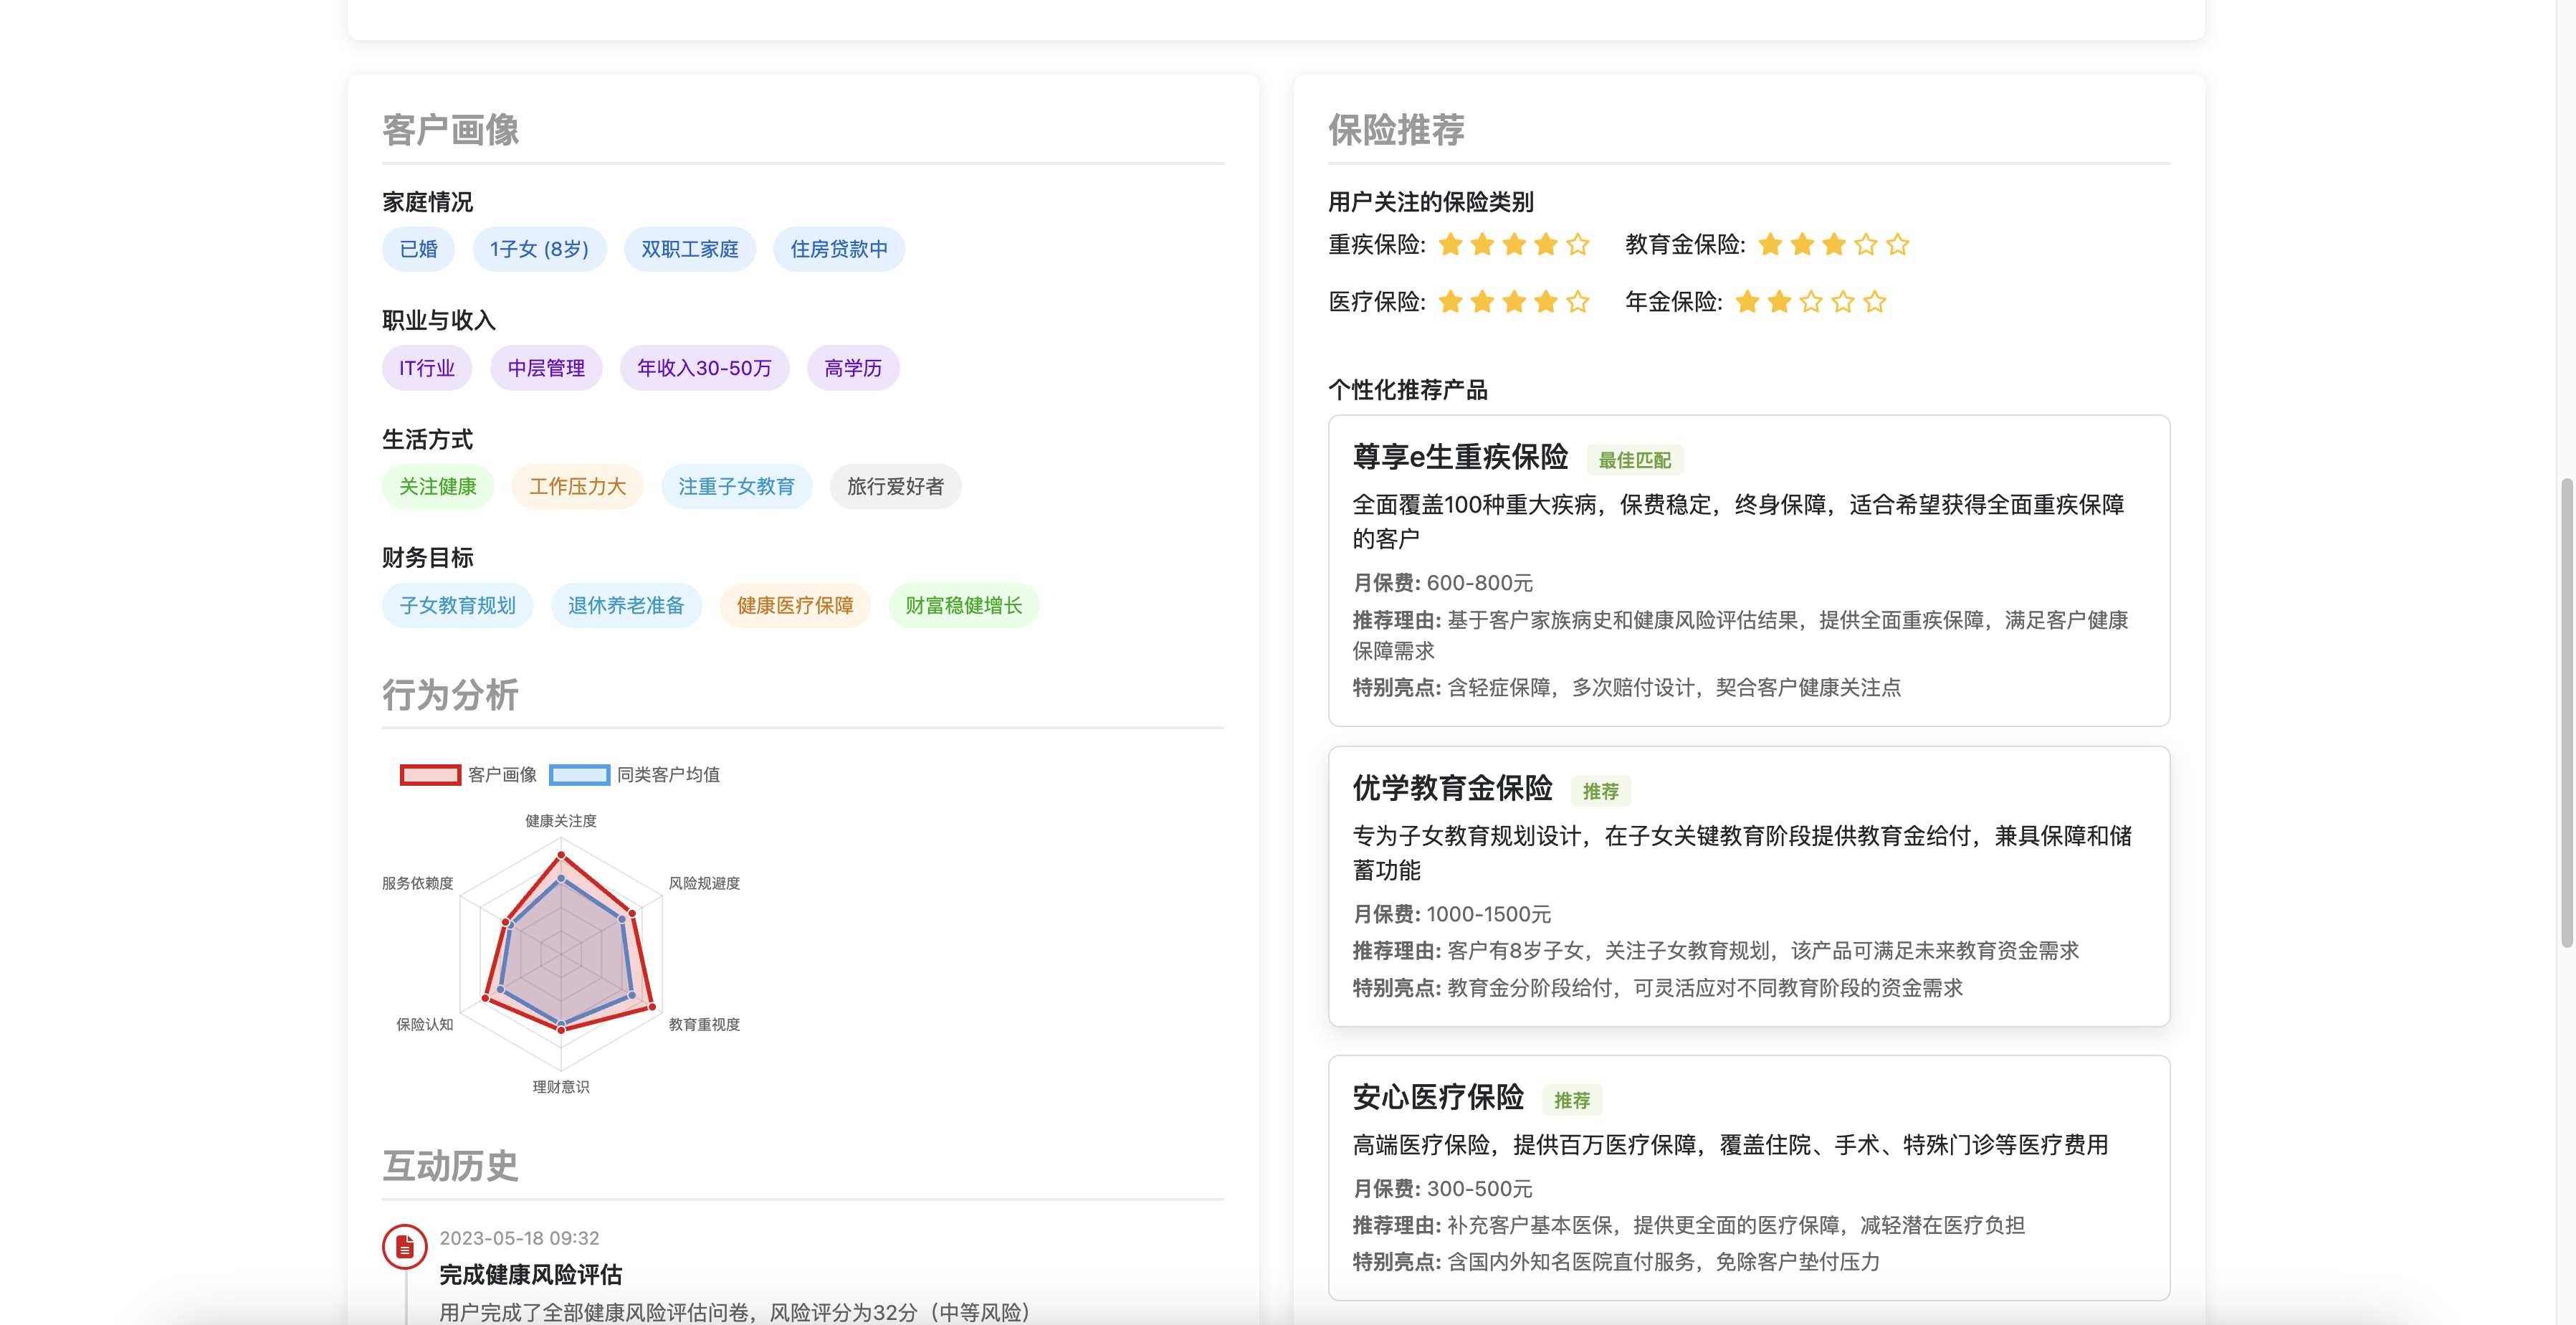 客户画像
家庭情况
已婚 1子女 (8岁) 双职工家庭 住房贷款中
职业与收入
IT行业 中层管理 年收入30-50万 高学历
生活方式
关注健康 工作压力大 注重子女教育 旅行爱好者
财务目标
子女教育规划 退休养老准备 健康医疗保障 财富稳健增长
行为分析
客户画像 同类客户均值
健康关注度
服务依赖度 风险规避度
保险认知 教育重视度
理财意识
互动历史
2023-05-18 09:32
完成健康风险评估
用户完成了全部健康风险评估问卷，风险评分为32分（中等风险）
保险推荐
用户关注的保险类别
重疾保险: 教育金保险:
医疗保险: 年金保险:
个性化推荐产品
尊享e生重疾保险 最佳匹配
全面覆盖100种重大疾病，保费稳定，终身保障，适合希望获得全面重疾保障
的客户
月保费: 600-800元
推荐理由: 基于客户家族病史和健康风险评估结果，提供全面重疾保障，满足客户健康
保障需求
特别亮点: 含轻症保障，多次赔付设计，契合客户健康关注点
优学教育金保险 推荐
专为子女教育规划设计，在子女关键教育阶段提供教育金给付，兼具保障和储
蓄功能
月保费: 1000-1500元
推荐理由: 客户有8岁子女，关注子女教育规划，该产品可满足未来教育资金需求
特别亮点: 教育金分阶段给付，可灵活应对不同教育阶段的资金需求
安心医疗保险 推荐
高端医疗保险，提供百万医疗保障，覆盖住院、手术、特殊门诊等医疗费用
月保费: 300-500元
推荐理由: 补充客户基本医保，提供更全面的医疗保障，减轻潜在医疗负担
特别亮点: 含国内外知名医院直付服务，免除客户垫付压力